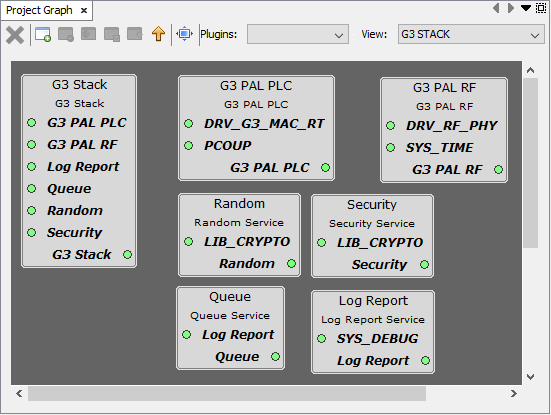 Project Graph ×
Plugins:
View: G3 STACK
G3 Stack
G3 Stack
G3 PAL PLC
G3 PAL RF
Log Report
Queue
Random
Security
G3 Stack
G3 PAL PLC
G3 PAL PLC
DRV_G3_MAC_RT
PCOUP
G3 PAL PLC
G3 PAL RF
G3 PAL RF
DRV_RF_PHY
SYS_TIME
G3 PAL RF
Random
Random Service
LIB_CRYPTO
Random
Security
Security Service
LIB_CRYPTO
Security
Queue
Queue Service
Log Report
Queue
Log Report
Log Report Service
SYS_DEBUG
Log Report